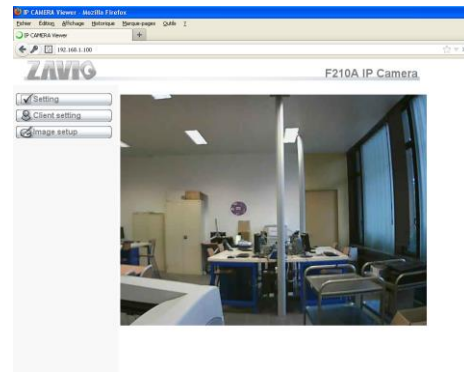 IP CAMERA Viewer - Mozilla Firefox
Fichier Édition Affichage Historique Marque-pages Outils ?
IP CAMERA Viewer
192.168.1.100
ZAVIO
F210A IP Camera
Setting
Client setting
Image setup